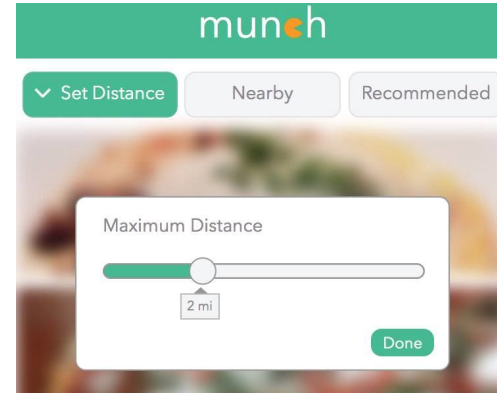 munch
Set Distance Nearby Recommended
Maximum Distance
2 mi
Done